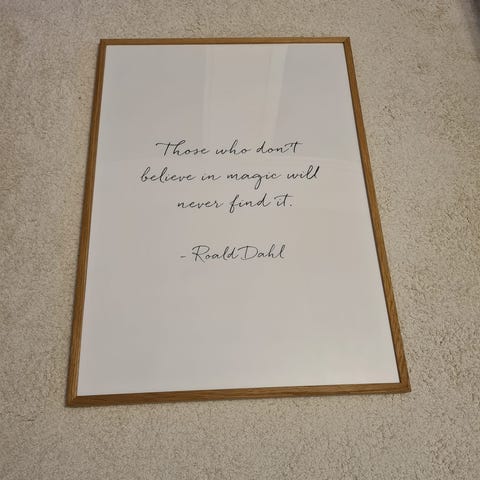 Those who don't
believe in magic will
never find it.
- Roald Dahl